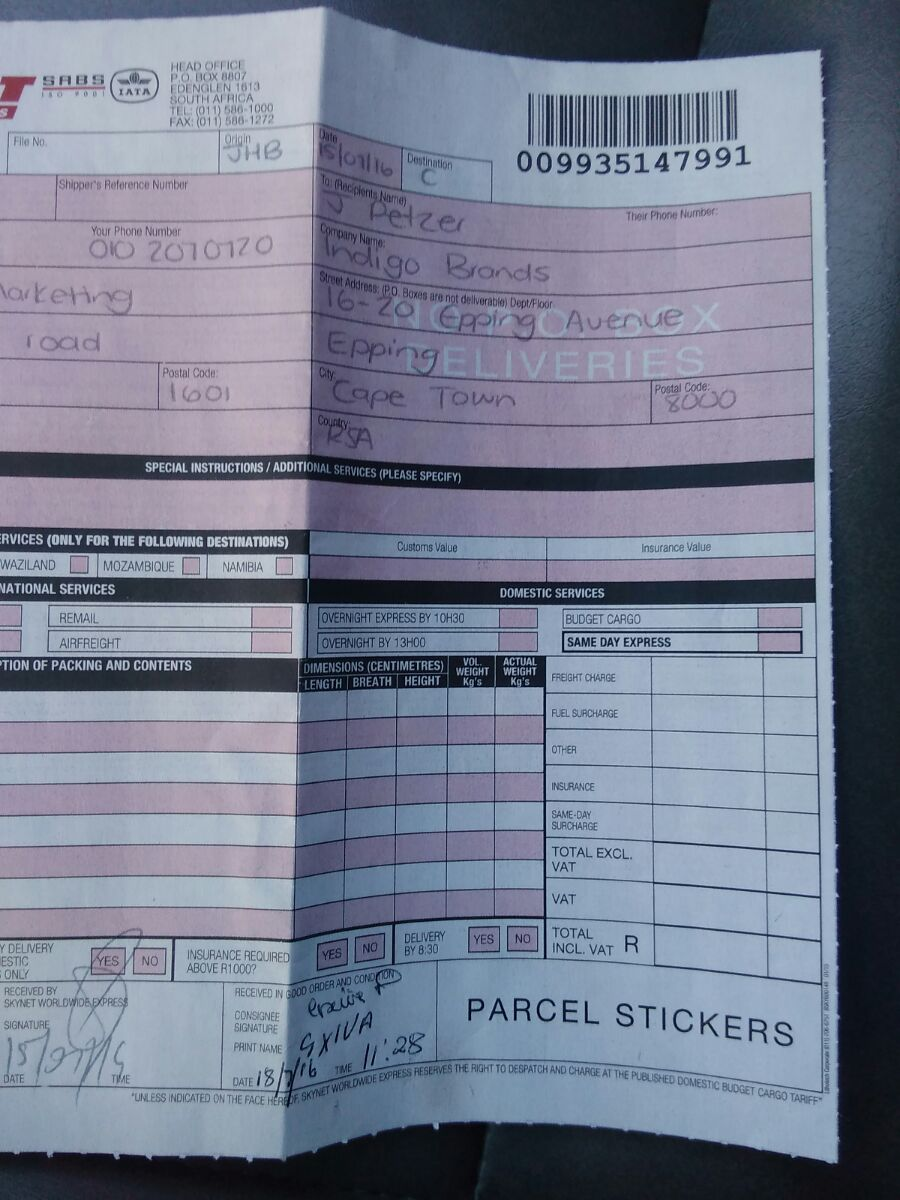 T
SABS
ISO 9001
IATA
HEAD OFFICE
P.O. BOX 8807
EDENGLEN 1613
SOUTH AFRICA
TEL: (011) 586-1000
FAX: (011) 586-1272
009935147991
File No.
Origin
JHB
Date
15/07/16
Destination
C
Shipper's Reference Number
To: (Recipients Name)
J Petzer
Their Phone Number:
Your Phone Number
010 2070720
Company Name:
Indigo Brands
Marketing
Street Address: (P.O. Boxes are not deliverable) Dept/Floor
16-20 Epping Avenue
road
Epping
NO P.O. BOX
DELIVERIES
Postal Code:
1601
City
Cape Town
Postal Code:
8000
Country:
RSA
SPECIAL INSTRUCTIONS / ADDITIONAL SERVICES (PLEASE SPECIFY)
ERVICES (ONLY FOR THE FOLLOWING DESTINATIONS)
Customs Value
Insurance Value
WAZILAND
MOZAMBIQUE
NAMIBIA
NATIONAL SERVICES
DOMESTIC SERVICES
REMAIL
OVERNIGHT EXPRESS BY 10H30
BUDGET CARGO
AIRFREIGHT
OVERNIGHT BY 13H00
SAME DAY EXPRESS
PTION OF PACKING AND CONTENTS
DIMENSIONS (CENTIMETRES)
LENGTH BREATH HEIGHT
VOL. WEIGHT Kg's
ACTUAL WEIGHT Kg's
FREIGHT CHARGE
FUEL SURCHARGE
OTHER
INSURANCE
SAME-DAY
SURCHARGE
TOTAL EXCL.
VAT
VAT
TOTAL
INCL. VAT R
Y DELIVERY
ESTIC
S ONLY
YES NO
INSURANCE REQUIRED
ABOVE R1000?
YES NO
DELIVERY
BY 8:30
YES NO
RECEIVED BY
SKYNET WORLDWIDE EXPRESS
SIGNATURE
DATE
TIME
RECEIVED IN GOOD ORDER AND CONDITION
CONSIGNEE
SIGNATURE
PRINT NAME
GXIVA
DATE 18/7/16 TIME 11:28
PARCEL STICKERS
*UNLESS INDICATED ON THE FACE HEREOF, SKYNET WORLDWIDE EXPRESS RESERVES THE RIGHT TO DESPATCH AND CHARGE AT THE PUBLISHED DOMESTIC BUDGET CARGO TARIFF*